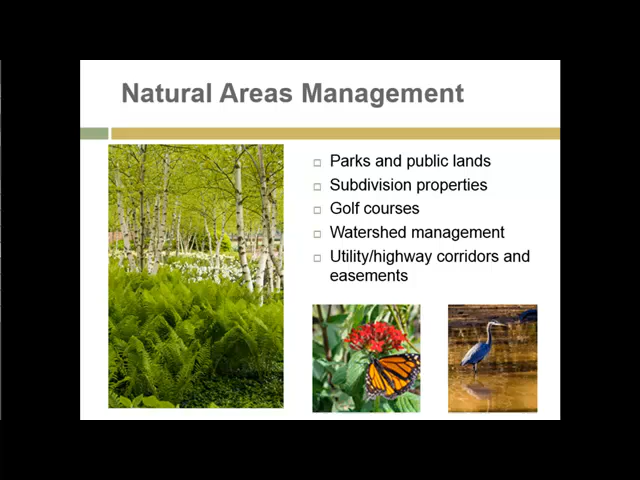 Natural Areas Management
Parks and public lands
Subdivision properties
Golf courses
Watershed management
Utility/highway corridors and
easements